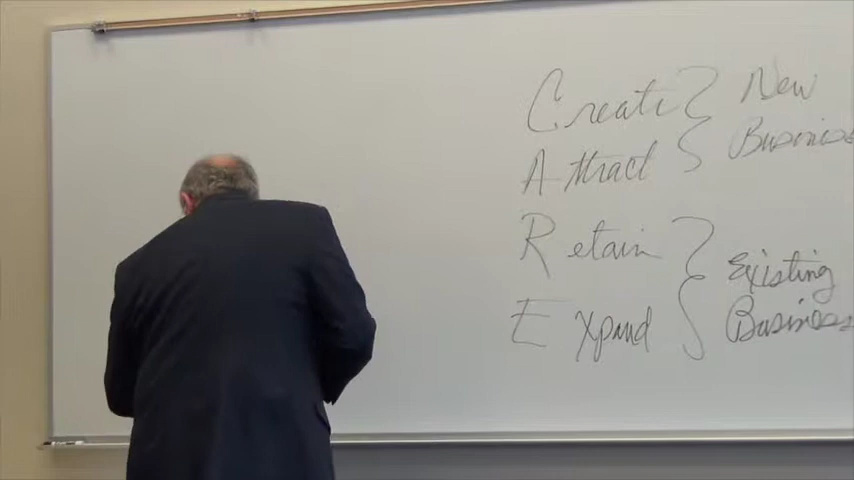 Create } New
Attract } Business
Retain } Existing
Expand } Business